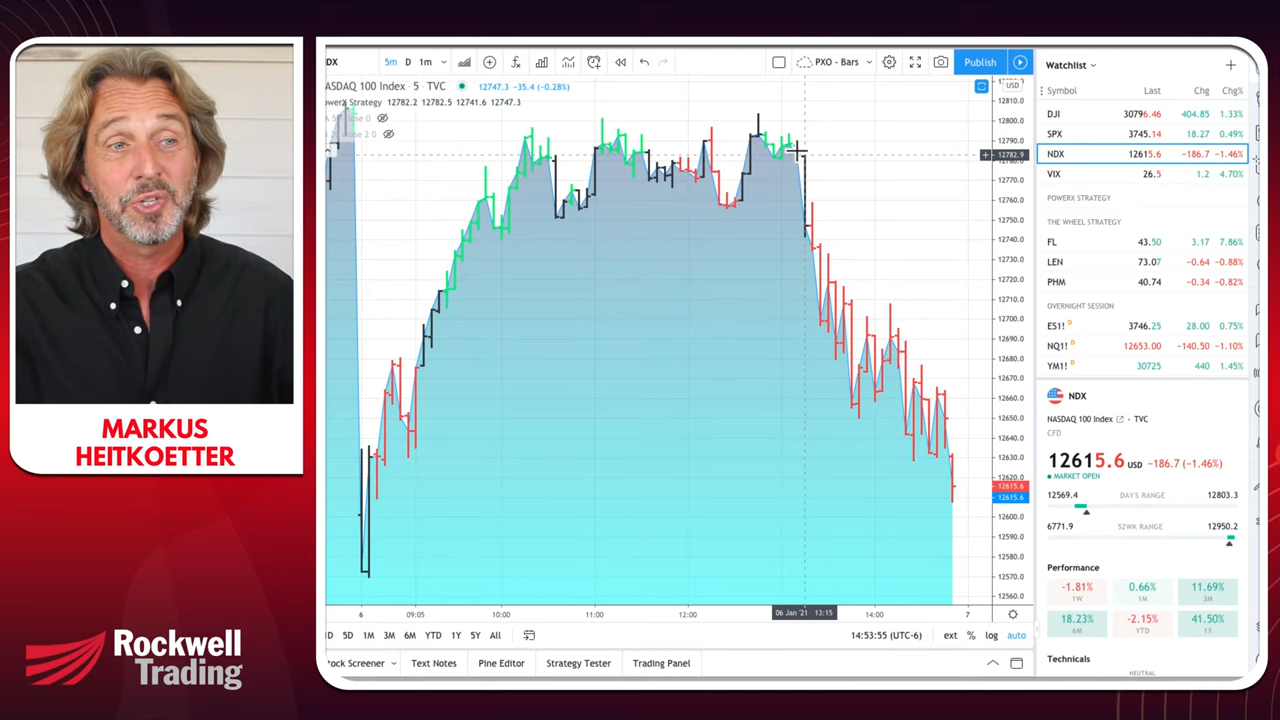 MARKUS
HEITKOETTER
Rockwell
Trading
DX 5m D 1m PXO - Bars Publish
ASDAQ 100 Index · 5 · TVC 12747.3 −35.4 (−0.28%)
Strategy 12782.2 12782.5 12741.6 12747.3
USD
12810.0
12800.0
12790.0
12782.9
12770.0
12760.0
12750.0
12740.0
12730.0
12720.0
12710.0
12700.0
12690.0
12680.0
12670.0
12660.0
12650.0
12640.0
12630.0
12620.0
12615.6
12615.6
12600.0
12590.0
12580.0
12570.0
12560.0
6 09:05 10:00 11:00 12:00 06 Jan '21 13:15 14:00 7
D 5D 1M 3M 6M YTD 1Y 5Y All 14:53:55 (UTC-6) ext % log auto
tock Screener Text Notes Pine Editor Strategy Tester Trading Panel
Watchlist
Symbol Last Chg Chg%
DJI 30796.46 404.85 1.33%
SPX 3745.14 18.27 0.49%
NDX 12615.6 −186.7 −1.46%
VIX 26.5 1.2 4.70%
POWERX STRATEGY
THE WHEEL STRATEGY
FL 43.50 3.17 7.86%
LEN 73.07 −0.64 −0.88%
PHM 40.74 −0.34 −0.82%
OVERNIGHT SESSION
ES1! D 3746.25 28.00 0.75%
NQ1! D 12653.00 −140.50 −1.10%
YM1! D 30725 440 1.45%
NDX
NASDAQ 100 Index · TVC
CFD
12615.6 USD −186.7 (−1.46%)
MARKET OPEN
12569.4 DAY'S RANGE 12803.3
6771.9 52WK RANGE 12950.2
Performance
-1.81% 0.66% 11.69%
1W 1M 3M
18.23% -2.15% 41.50%
6M YTD 1Y
Technicals
NEUTRAL